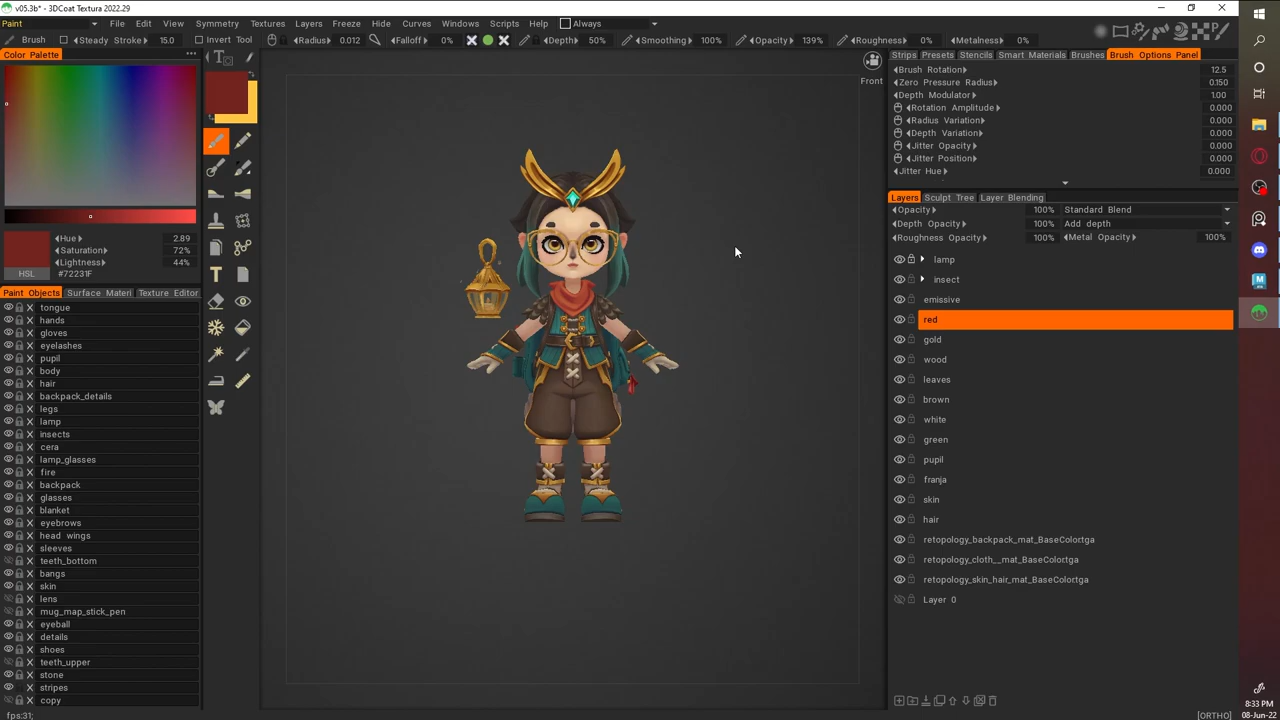 v05.3b* - 3DCoat Textura 2022.29
Paint File Edit View Symmetry Textures Layers Freeze Hide Curves Windows Scripts Help Always
Brush Steady Stroke 15.0 Invert Tool Radius 0.012 Falloff 0% Depth 50% Smoothing 100% Opacity 139% Roughness 0% Metalness 0%
Color Palette
Hue 2.89
Saturation 72%
Lightness 44%
HSL #72231F
Paint Objects Surface Materi Texture Editor
tongue
hands
gloves
eyelashes
pupil
body
hair
backpack_details
legs
lamp
insects
cera
lamp_glasses
fire
backpack
glasses
blanket
eyebrows
head wings
sleeves
teeth_bottom
bangs
skin
lens
mug_map_stick_pen
eyeball
details
shoes
teeth_upper
stone
stripes
copy
fps:31;
Front
Strips Presets Stencils Smart Materials Brushes Brush Options Panel
Brush Rotation 12.5
Zero Pressure Radius 0.150
Depth Modulator 1.00
Rotation Amplitude 0.000
Radius Variation 0.000
Depth Variation 0.000
Jitter Opacity 0.000
Jitter Position 0.000
Jitter Hue 0.000
Layers Sculpt Tree Layer Blending
Opacity 100% Standard Blend
Depth Opacity 100% Add depth
Roughness Opacity 100% Metal Opacity 100%
lamp
insect
emissive
red
gold
wood
leaves
brown
white
green
pupil
franja
skin
hair
retopology_backpack_mat_BaseColor.tga
retopology_cloth__mat_BaseColor.tga
retopology_skin_hair_mat_BaseColor.tga
Layer 0
[ORTHO]
8:33 PM
08-Jun-22